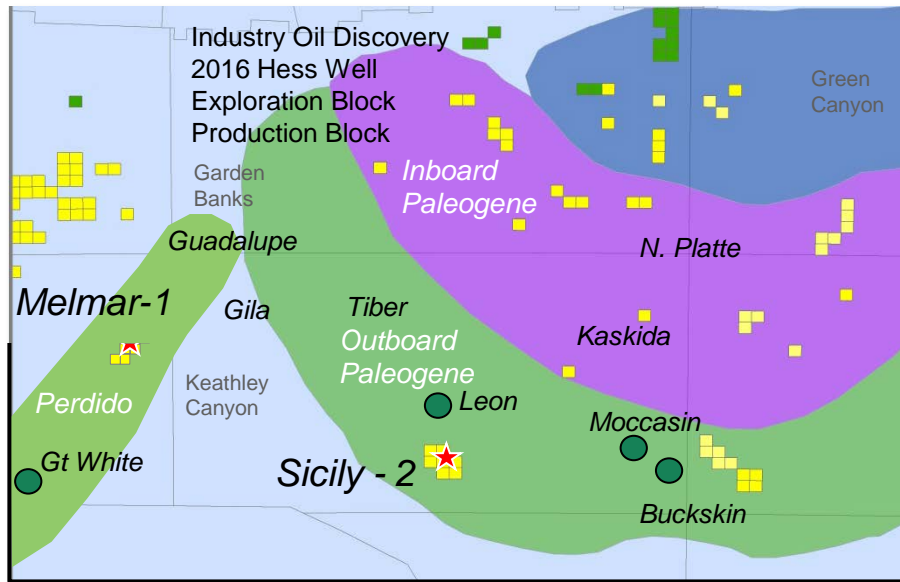 Industry Oil Discovery
2016 Hess Well
Exploration Block
Production Block
Green
Canyon
Garden
Banks
Inboard
Paleogene
Guadalupe
N. Platte
Melmar-1
Gila
Tiber
Kaskida
Outboard
Paleogene
Keathley
Canyon
Perdido
Leon
Moccasin
Gt White
Sicily - 2
Buckskin